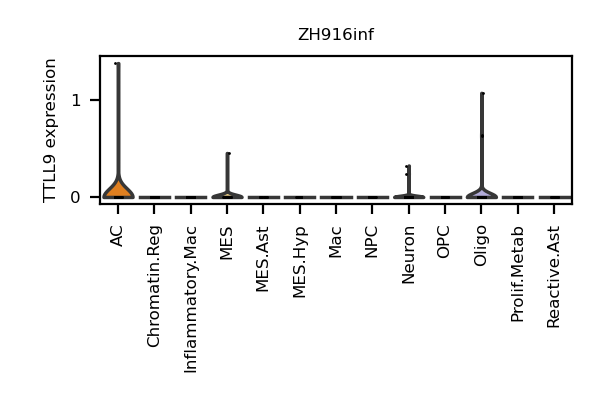 ZH916inf
TTLL9 expression
1
0
AC
Chromatin.Reg
Inflammatory.Mac
MES
MES.Ast
MES.Hyp
Mac
NPC
Neuron
OPC
Oligo
Prolif.Metab
Reactive.Ast